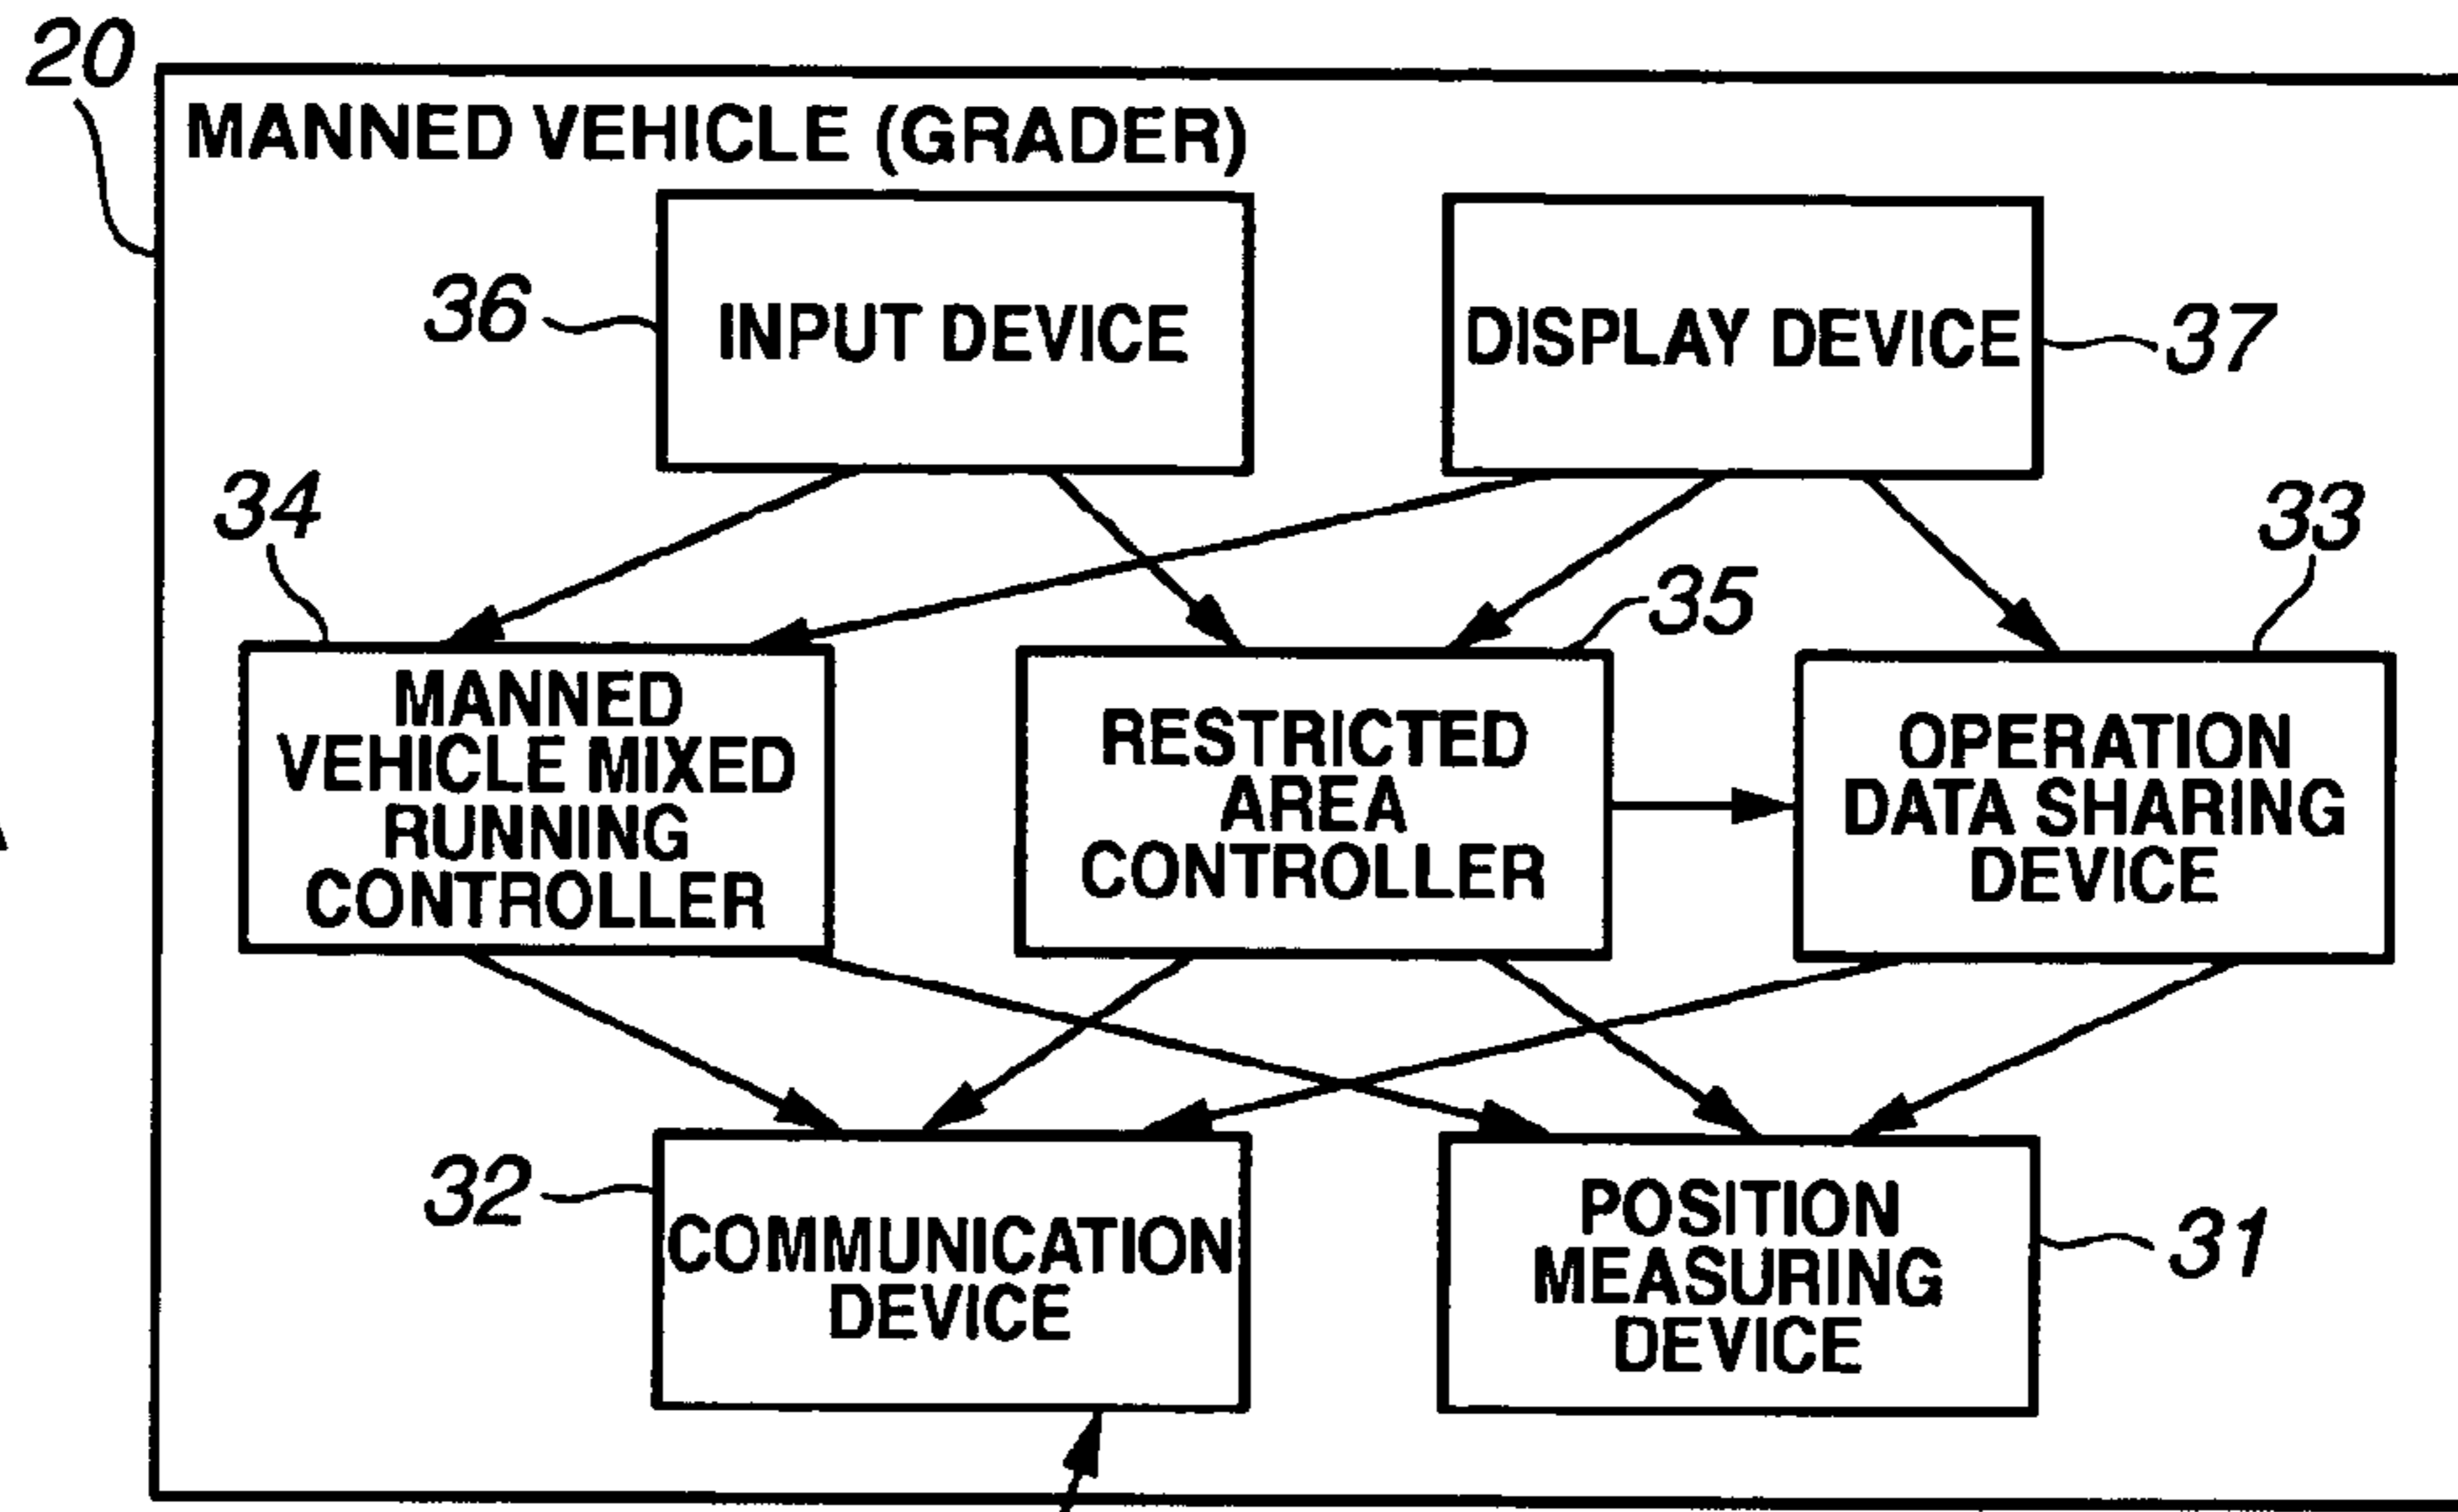 20
MANNED VEHICLE (GRADER)
36
INPUT DEVICE
DISPLAY DEVICE
37
34
35
33
MANNED
VEHICLE MIXED
RUNNING
CONTROLLER
RESTRICTED
AREA
CONTROLLER
OPERATION
DATA SHARING
DEVICE
32
COMMUNICATION
DEVICE
POSITION
MEASURING
DEVICE
31